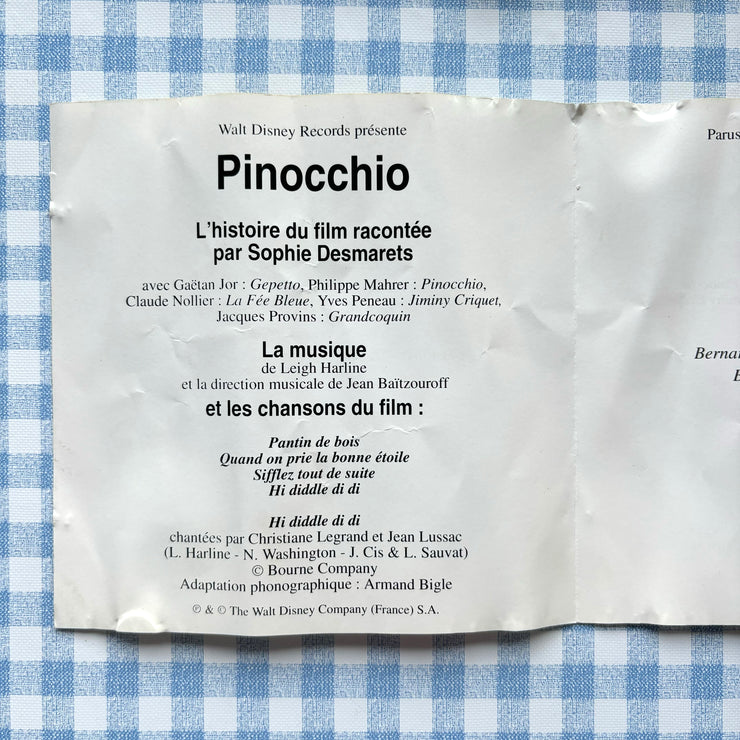 Walt Disney Records présente
Pinocchio
L'histoire du film racontée
par Sophie Desmarets
avec Gaëtan Jor : Gepetto, Philippe Mahrer : Pinocchio,
Claude Nollier : La Fée Bleue, Yves Peneau : Jiminy Criquet,
Jacques Provins : Grandcoquin
La musique
de Leigh Harline
et la direction musicale de Jean Baïtzouroff
et les chansons du film :
Pantin de bois
Quand on prie la bonne étoile
Sifflez tout de suite
Hi diddle di di
Hi diddle di di
chantées par Christiane Legrand et Jean Lussac
(L. Harline - N. Washington - J. Cis & L. Sauvat)
© Bourne Company
Adaptation phonographique : Armand Bigle
℗ & © The Walt Disney Company (France) S.A.
Parus
Bernar